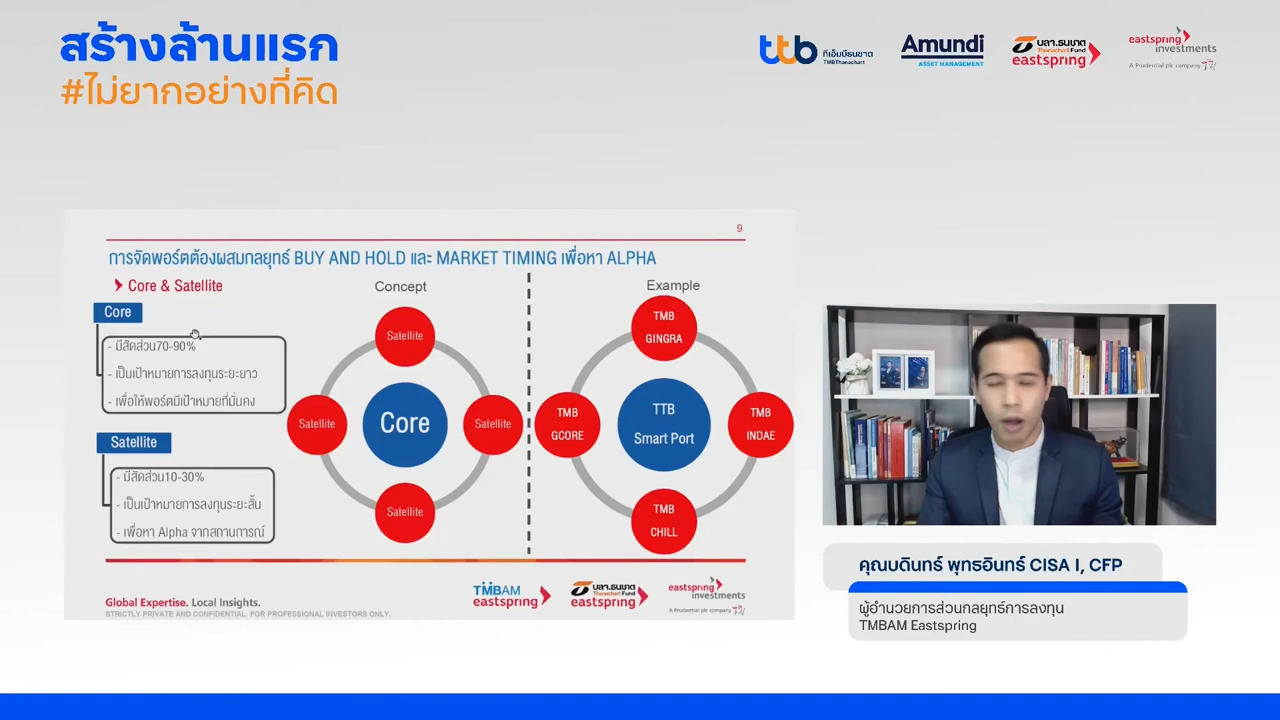 สร้างล้านแรก
#ไม่ยากอย่างที่คิด
ttb ทีเอ็มบีธนชาต
TMBThanachart
Amundi
ASSET MANAGEMENT
บลจ.ธนชาต
Thanachart Fund
eastspring
eastspring
investments
A Prudential plc company
9
การจัดพอร์ตต้องผสมกลยุทธ์ BUY AND HOLD และ MARKET TIMING เพื่อหา ALPHA
Core & Satellite
Concept
Example
Core
- มีสัดส่วน70-90%
- เป็นเป้าหมายการลงทุนระยะยาว
- เพื่อให้พอร์ตมีเป้าหมายที่มั่นคง
Satellite
- มีสัดส่วน10-30%
- เป็นเป้าหมายการลงทุนระยะสั้น
- เพื่อหา Alpha จากสถานการณ์
Satellite
Satellite
Core
Satellite
Satellite
TMB
GINGRA
TMB
GCORE
TTB
Smart Port
TMB
INDAE
TMB
CHILL
Global Expertise. Local Insights.
STRICTLY PRIVATE AND CONFIDENTIAL. FOR PROFESSIONAL INVESTORS ONLY.
TMBAM
eastspring
บลจ.ธนชาต
Thanachart Fund
eastspring
eastspring
investments
A Prudential plc company
คุณบดินทร์ พุทธอินทร์ CISA I, CFP
ผู้อำนวยการส่วนกลยุทธ์การลงทุน
TMBAM Eastspring